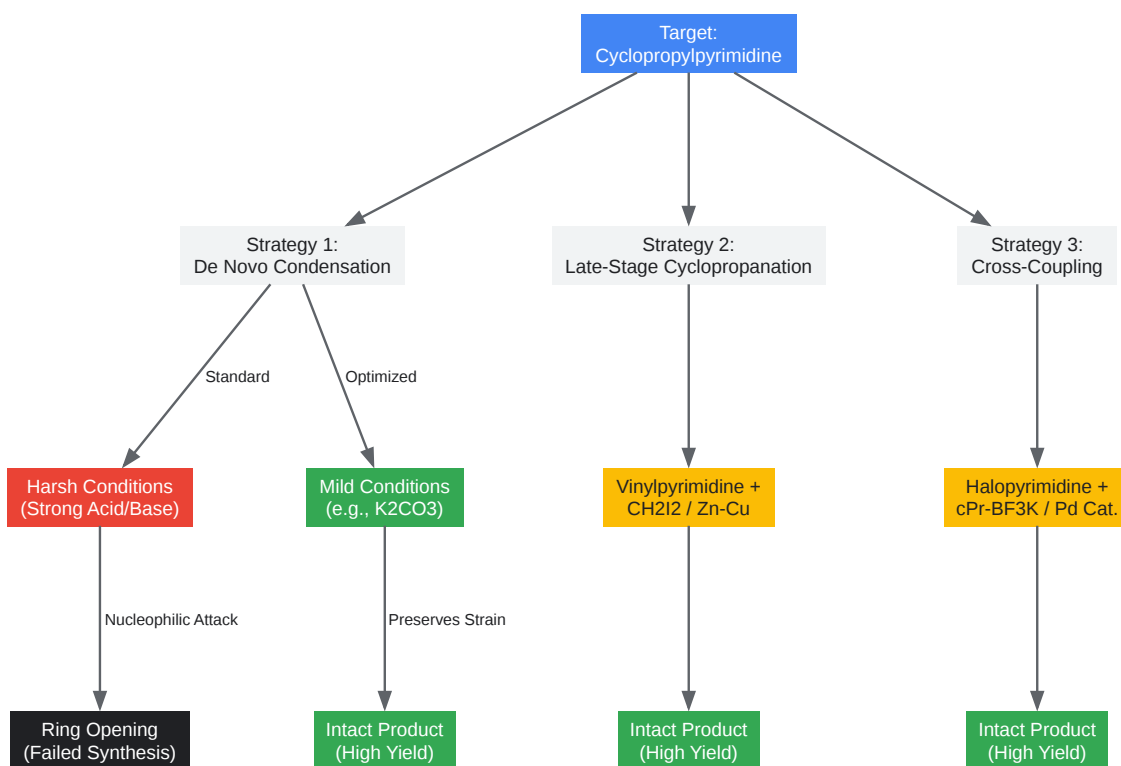 Target:
Cyclopropylpyrimidine
Strategy 1:
De Novo Condensation
Strategy 2:
Late-Stage Cyclopropanation
Strategy 3:
Cross-Coupling
Standard
Optimized
Harsh Conditions
(Strong Acid/Base)
Mild Conditions
(e.g., K2CO3)
Vinylpyrimidine +
CH2I2 / Zn-Cu
Halopyrimidine +
cPr-BF3K / Pd Cat.
Nucleophilic Attack
Preserves Strain
Ring Opening
(Failed Synthesis)
Intact Product
(High Yield)
Intact Product
(High Yield)
Intact Product
(High Yield)